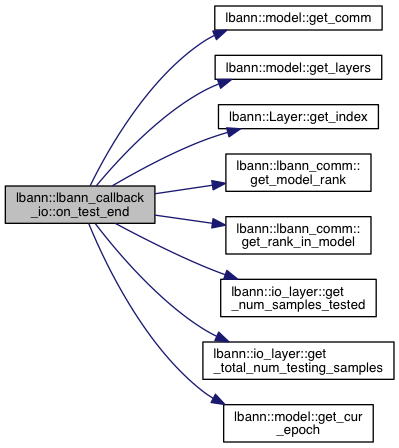 lbann::model::get_comm
lbann::model::get_layers
lbann::Layer::get_index
lbann::lbann_comm::
get_model_rank
lbann::lbann_callback
_io::on_test_end
lbann::lbann_comm::
get_rank_in_model
lbann::io_layer::get
_num_samples_tested
lbann::io_layer::get
_total_num_testing_samples
lbann::model::get_cur
_epoch